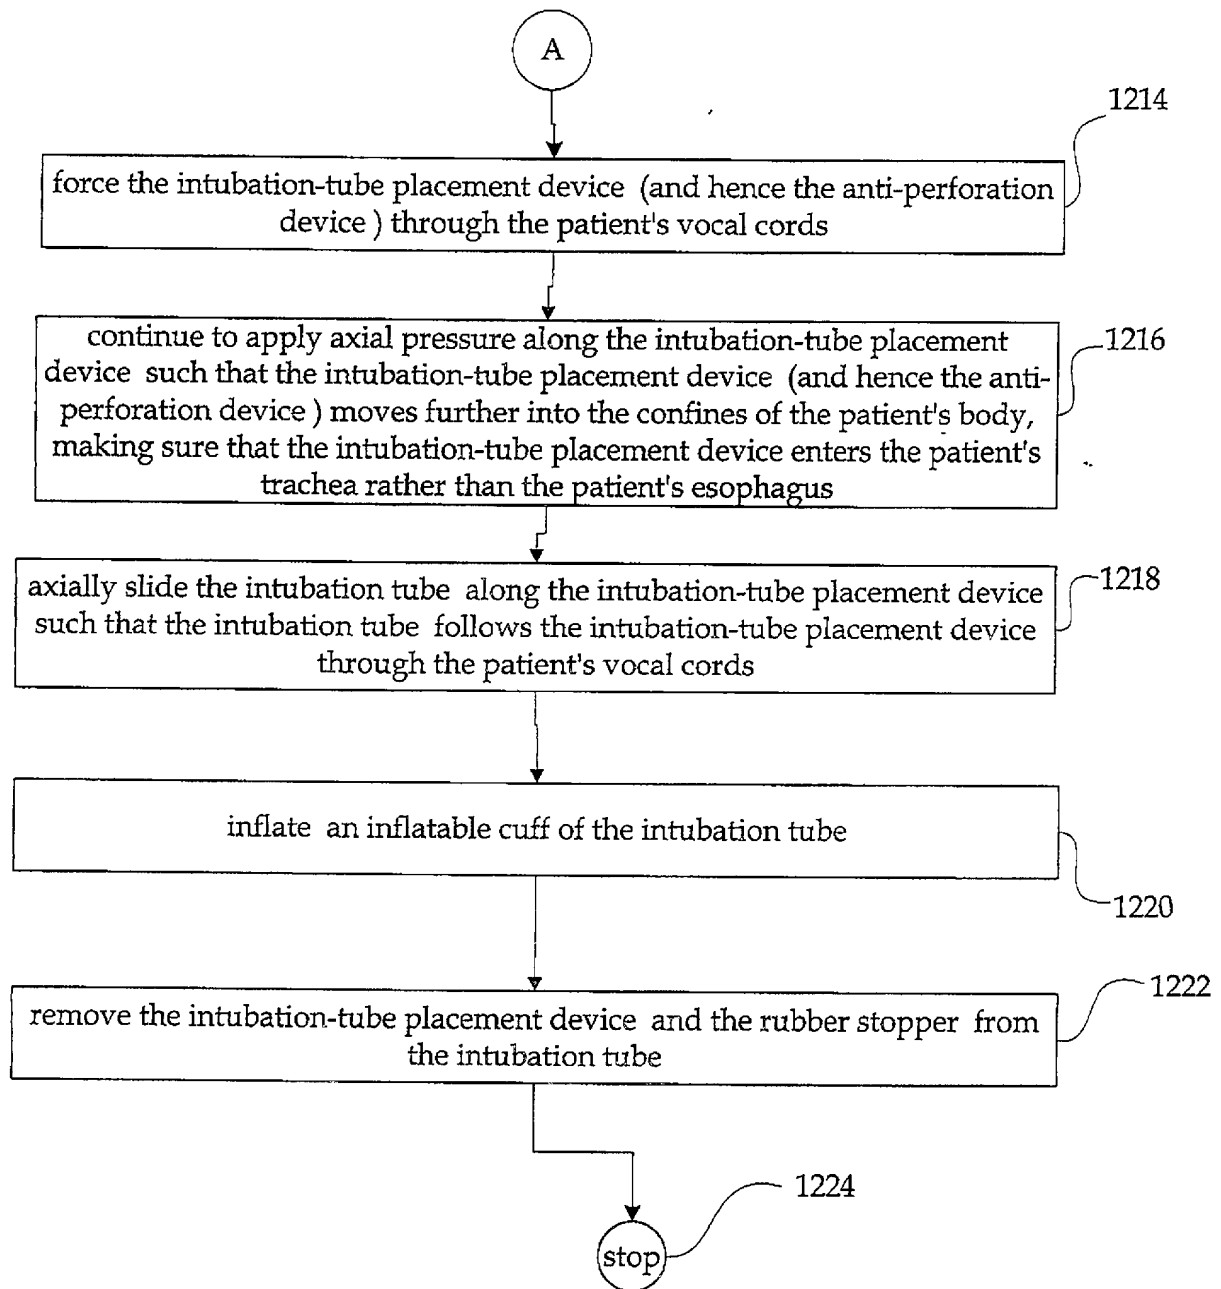 A
1214
force the intubation-tube placement device (and hence the anti-perforation
device ) through the patient's vocal cords
continue to apply axial pressure along the intubation-tube placement
device such that the intubation-tube placement device (and hence the anti-
perforation device ) moves further into the confines of the patient's body,
making sure that the intubation-tube placement device enters the patient's
trachea rather than the patient's esophagus
1216
axially slide the intubation tube along the intubation-tube placement device
such that the intubation tube follows the intubation-tube placement device
through the patient's vocal cords
1218
inflate an inflatable cuff of the intubation tube
1220
remove the intubation-tube placement device and the rubber stopper from
the intubation tube
1222
1224
stop